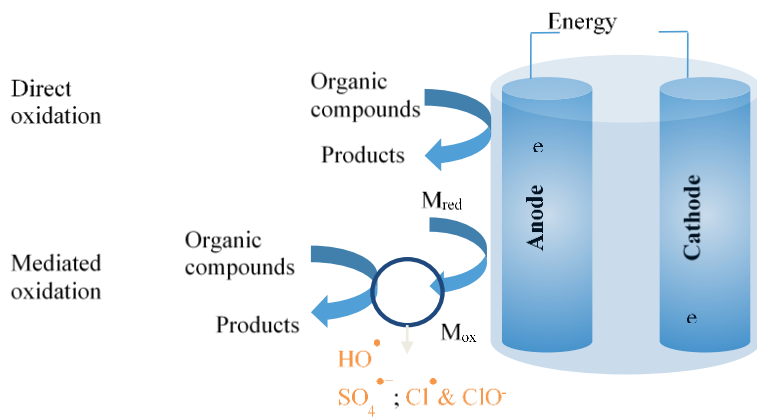 Energy
Direct
oxidation
Organic
compounds
Products
e
Anode
Cathode
e
Mediated
oxidation
Organic
compounds
Products
Mred
Mox
HO•
SO4•− ; Cl• & ClO-